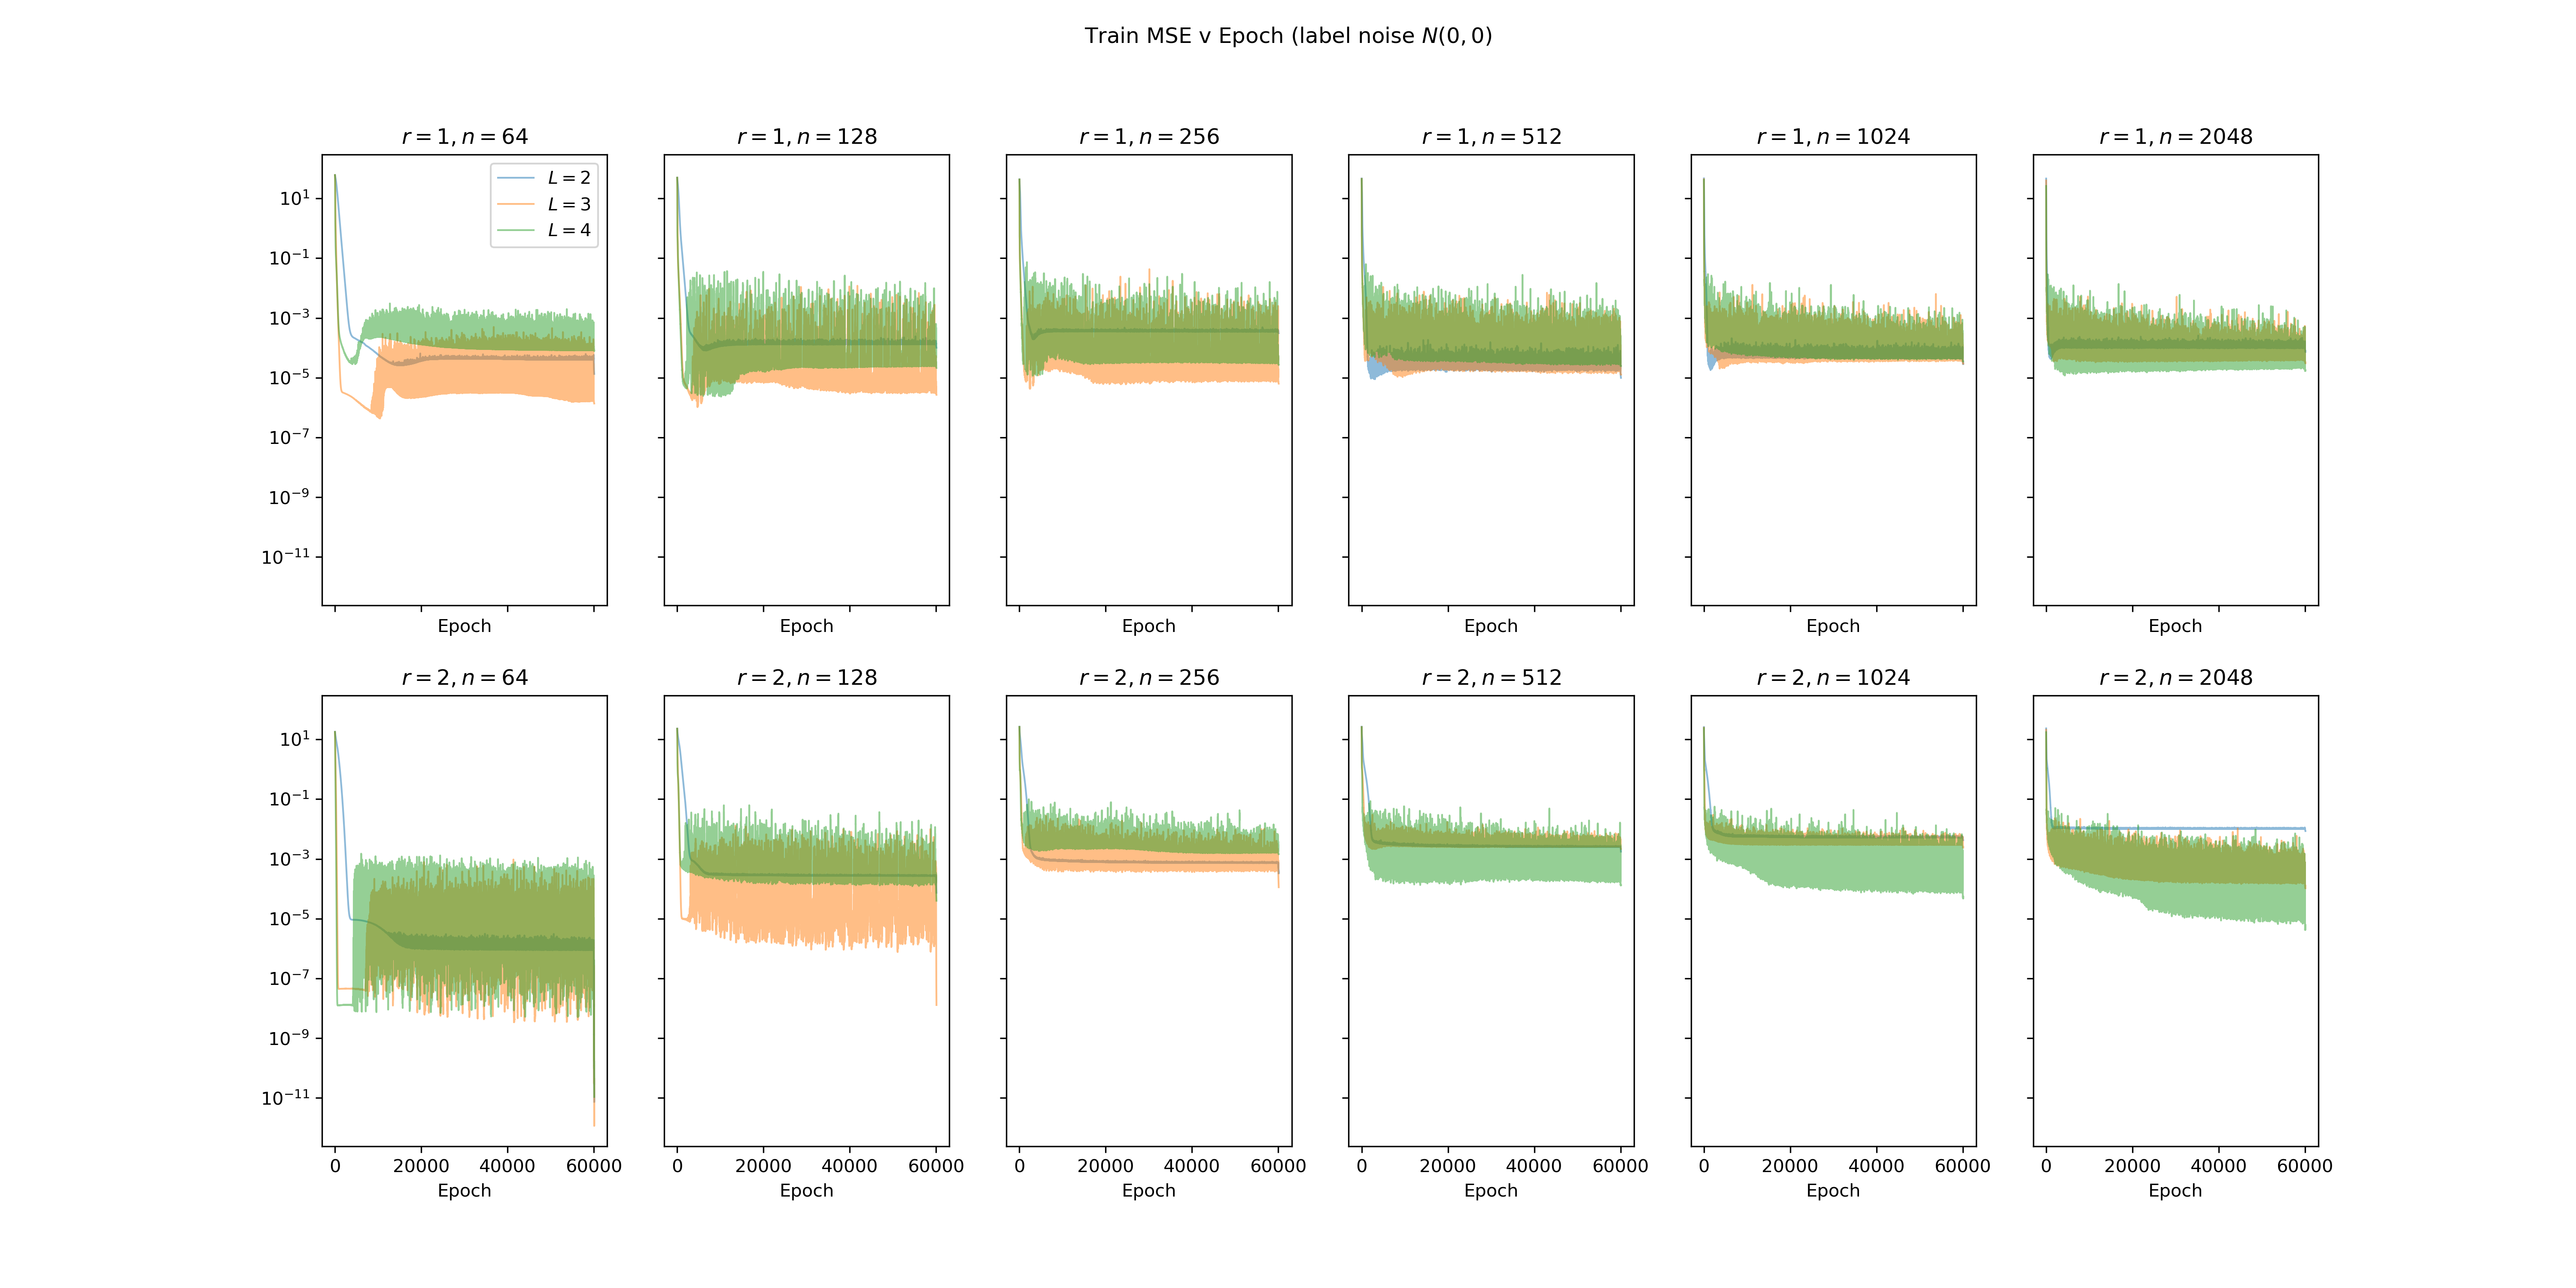 Train MSE v Epoch (label noise N(0, 0)
r = 1, n = 64
r = 1, n = 128
r = 1, n = 256
r = 1, n = 512
r = 1, n = 1024
r = 1, n = 2048
L = 2
L = 3
L = 4
10¹
10⁻¹
10⁻³
10⁻⁵
10⁻⁷
10⁻⁹
10⁻¹¹
Epoch
Epoch
Epoch
Epoch
Epoch
Epoch
r = 2, n = 64
r = 2, n = 128
r = 2, n = 256
r = 2, n = 512
r = 2, n = 1024
r = 2, n = 2048
10¹
10⁻¹
10⁻³
10⁻⁵
10⁻⁷
10⁻⁹
10⁻¹¹
0 20000 40000 60000
0 20000 40000 60000
0 20000 40000 60000
0 20000 40000 60000
0 20000 40000 60000
0 20000 40000 60000
Epoch
Epoch
Epoch
Epoch
Epoch
Epoch